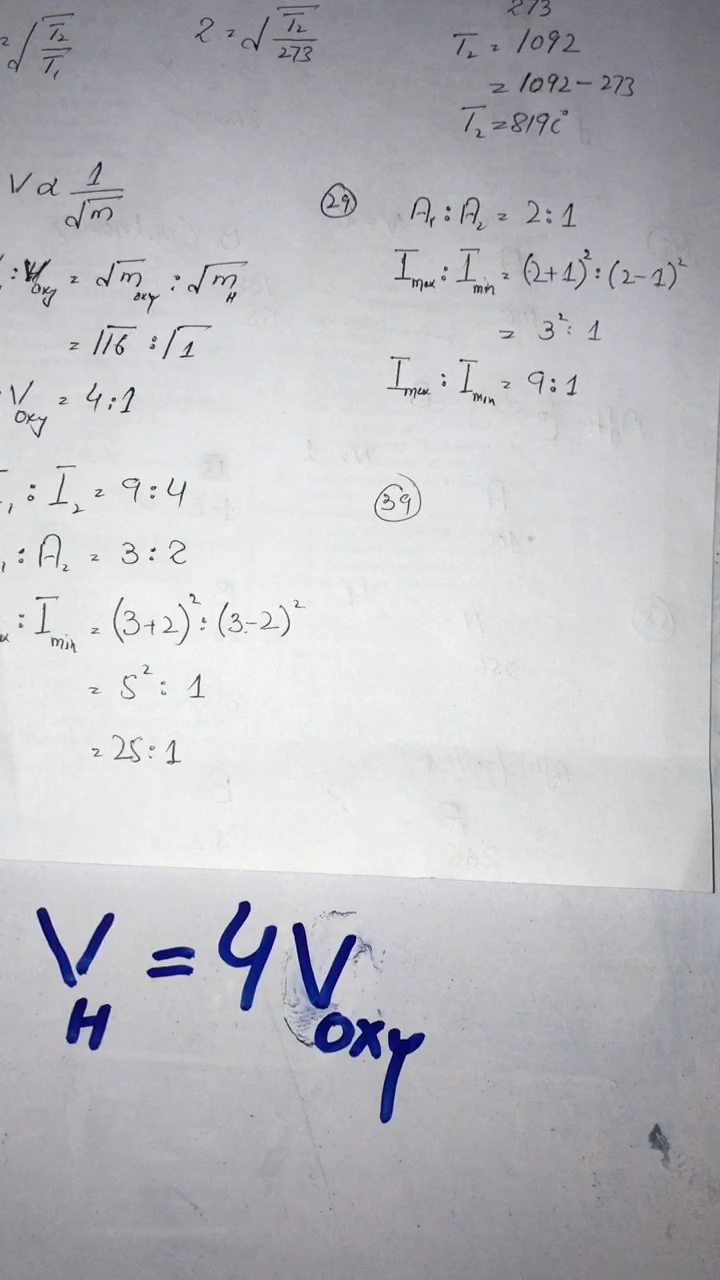 =√T₂/T₁
2 = √T₂/273
273
T₂ = 1092
= 1092 - 273
T₂ = 819c°
V ∝ 1/√m
: V_oxy = √m_oxy : √m_H
= √16 : √1
V_oxy = 4:1
: I₂ = 9:4
: A₂ = 3:2
: I_min = (3+2)² : (3-2)²
= 5² : 1
= 25:1
29
A₁ : A₂ = 2:1
I_max : I_min = (2+1)² : (2-1)²
= 3² : 1
I_max : I_min = 9:1
39
V_H = 4V_oxy